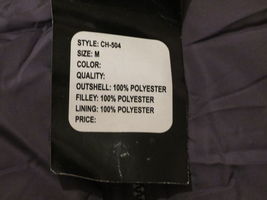 STYLE: CH-504
SIZE: M
COLOR:
QUALITY:
OUTSHELL: 100% POLYESTER
FILLEY: 100% POLYESTER
LINING: 100% POLYESTER
PRICE: